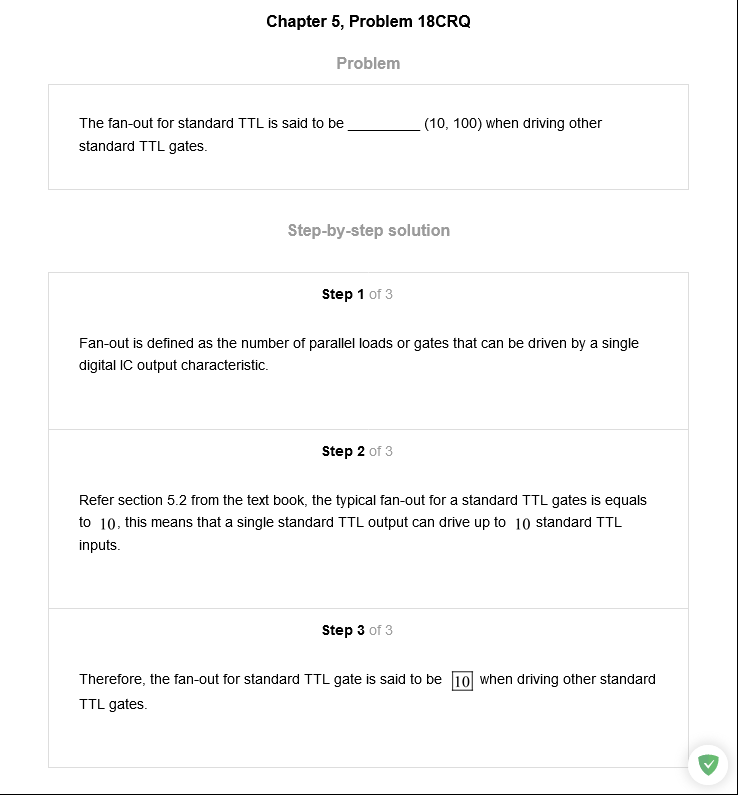 Chapter 5, Problem 18CRQ
Problem
The fan-out for standard TTL is said to be _________ (10, 100) when driving other
standard TTL gates.
Step-by-step solution
Step 1 of 3
Fan-out is defined as the number of parallel loads or gates that can be driven by a single
digital IC output characteristic.
Step 2 of 3
Refer section 5.2 from the text book, the typical fan-out for a standard TTL gates is equals
to 10, this means that a single standard TTL output can drive up to 10 standard TTL
inputs.
Step 3 of 3
Therefore, the fan-out for standard TTL gate is said to be 10 when driving other standard
TTL gates.